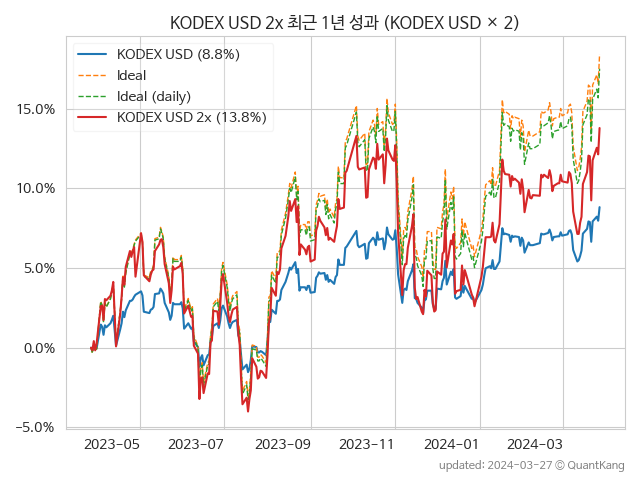 KODEX USD 2x 최근 1년 성과 (KODEX USD × 2)
KODEX USD (8.8%)
Ideal
Ideal (daily)
KODEX USD 2x (13.8%)
15.0%
10.0%
5.0%
0.0%
−5.0%
2023−05
2023−07
2023−09
2023−11
2024−01
2024−03
updated: 2024−03−27 © QuantKang